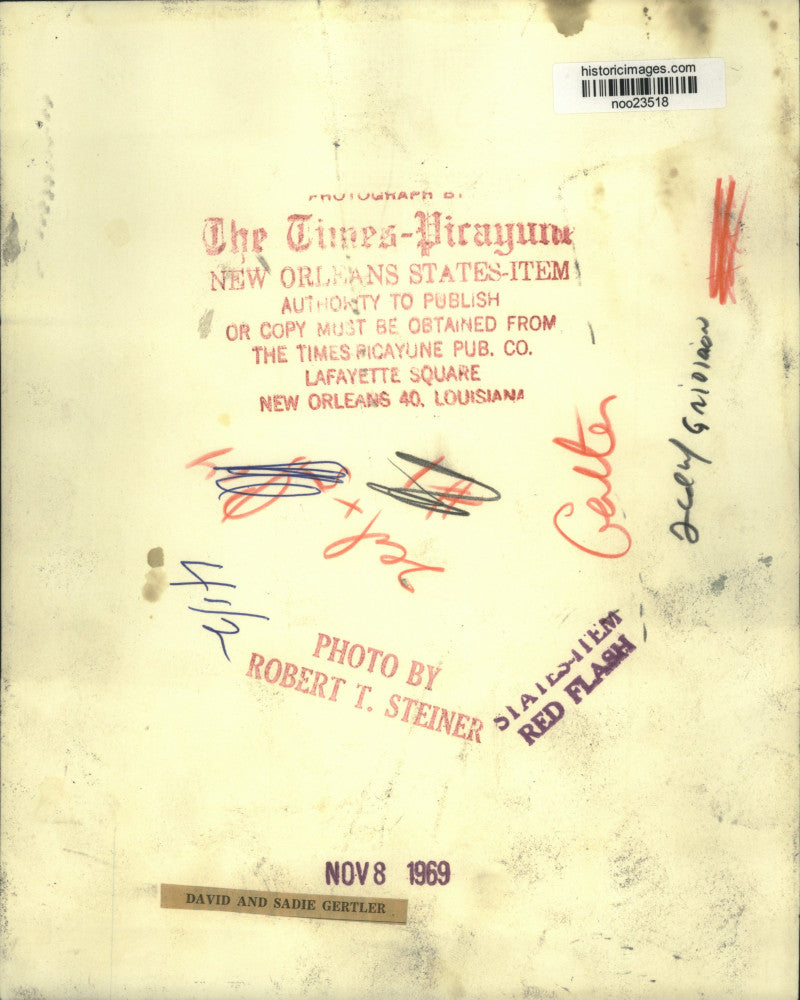 historicimages.com
noo23518
PHOTOGRAPH BY
The Times-Picayune
NEW ORLEANS STATES-ITEM
AUTHORITY TO PUBLISH
OR COPY MUST BE OBTAINED FROM
THE TIMES PICAYUNE PUB. CO.
LAFAYETTE SQUARE
NEW ORLEANS 40, LOUISIANA
#1
2col
PHOTO BY
ROBERT T. STEINER
STATES-ITEM
RED FLASH
NOV 8 1969
DAVID AND SADIE GERTLER